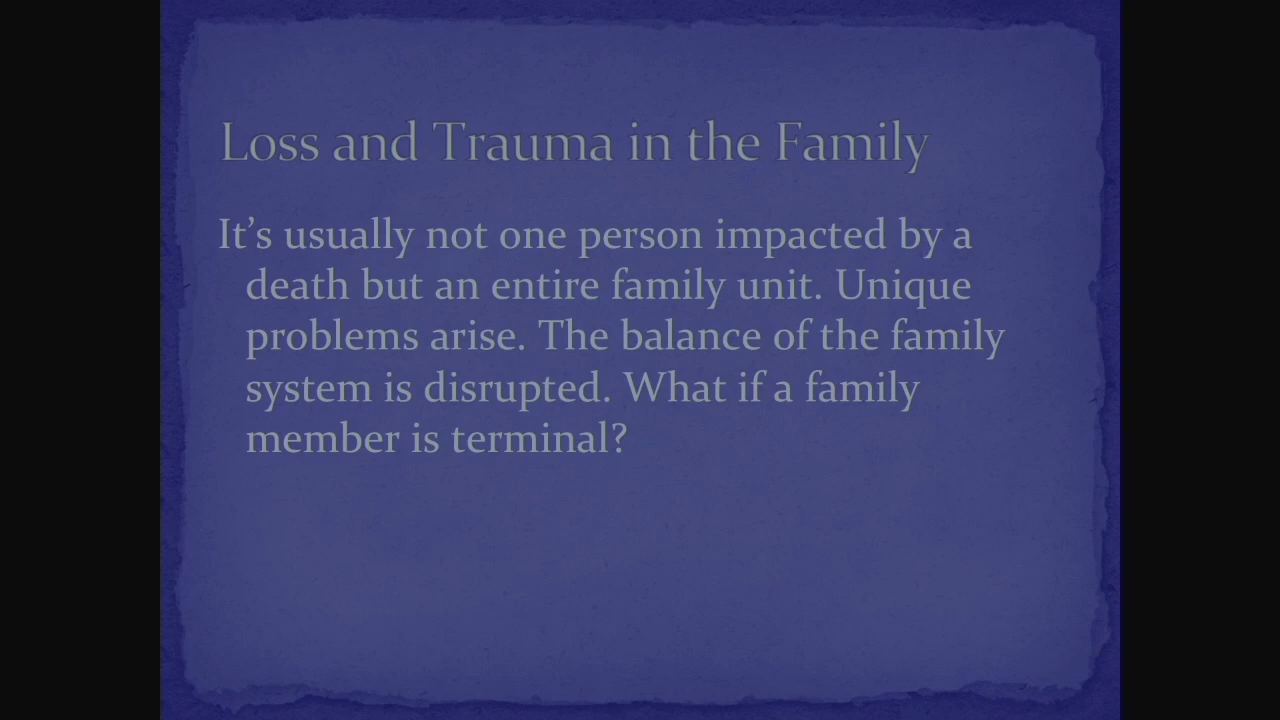 Loss and Trauma in the Family
It’s usually not one person impacted by a
death but an entire family unit. Unique
problems arise. The balance of the family
system is disrupted. What if a family
member is terminal?